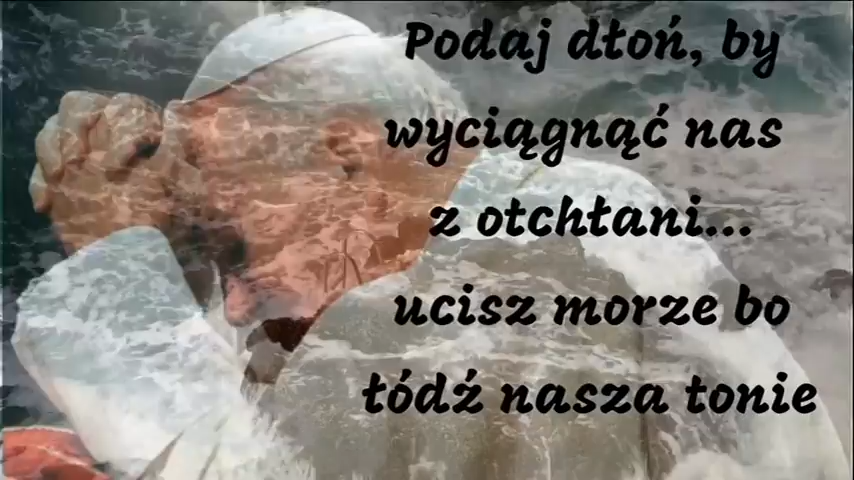 Podaj dłoń, by
wyciągnąć nas
z otchłani...
ucisz morze bo
łódź nasza tonie